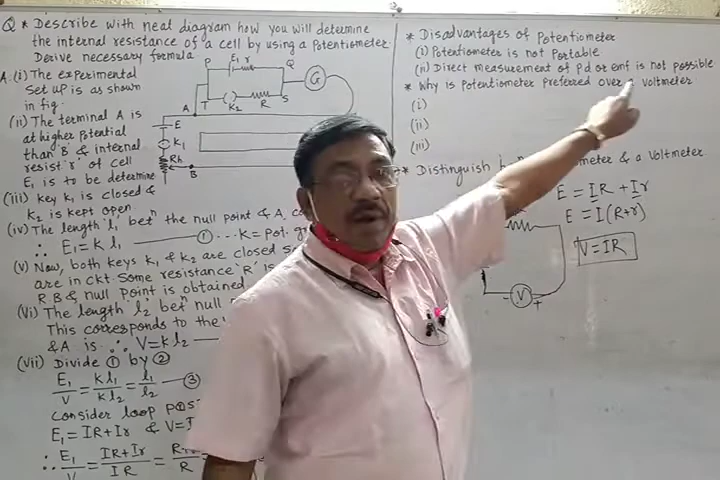 Q * Describe with neat diagram how you will determine
the internal resistance of a cell by using a Potentiometer.
Derive necessary formula
A. (i) The experimental
set up is as shown
in fig.
(ii) The terminal A is
at higher potential
than B & internal
resist 'r' of cell
E₁ is to be determine
(iii) Key K₁ is closed &
K₂ is kept open.
(iv) The length l₁ betⁿ the null point & A
∴ E₁ = K l₁ ① ... K = pot.
(v) Now, both keys K₁ & K₂ are closed
are in ckt. Some resistance 'R' is
R B & null point is obtained
(vi) The length l₂ betⁿ null
This corresponds to the
& A is ∴ V = K l₂
(vii) Divide ① by ②
E₁/V = K l₁/K l₂ = l₁/l₂ ③
Consider loop
E₁ = IR + Ir & V = I
∴ E₁/V = IR + Ir/IR = /R
P
E₁ r
Q
G
T
K₂
R
S
A
E
K₁
Rh
B
* Disadvantages of Potentiometer
(i) Potentiometer is not Portable
(ii) Direct measurement of Pd or emf is not possible
* Why is potentiometer preferred over a voltmeter
(i)
(ii)
(iii)
* Distinguish meter & a Voltmeter
E = IR + Ir
E = I(R+r)
V = IR
- V +